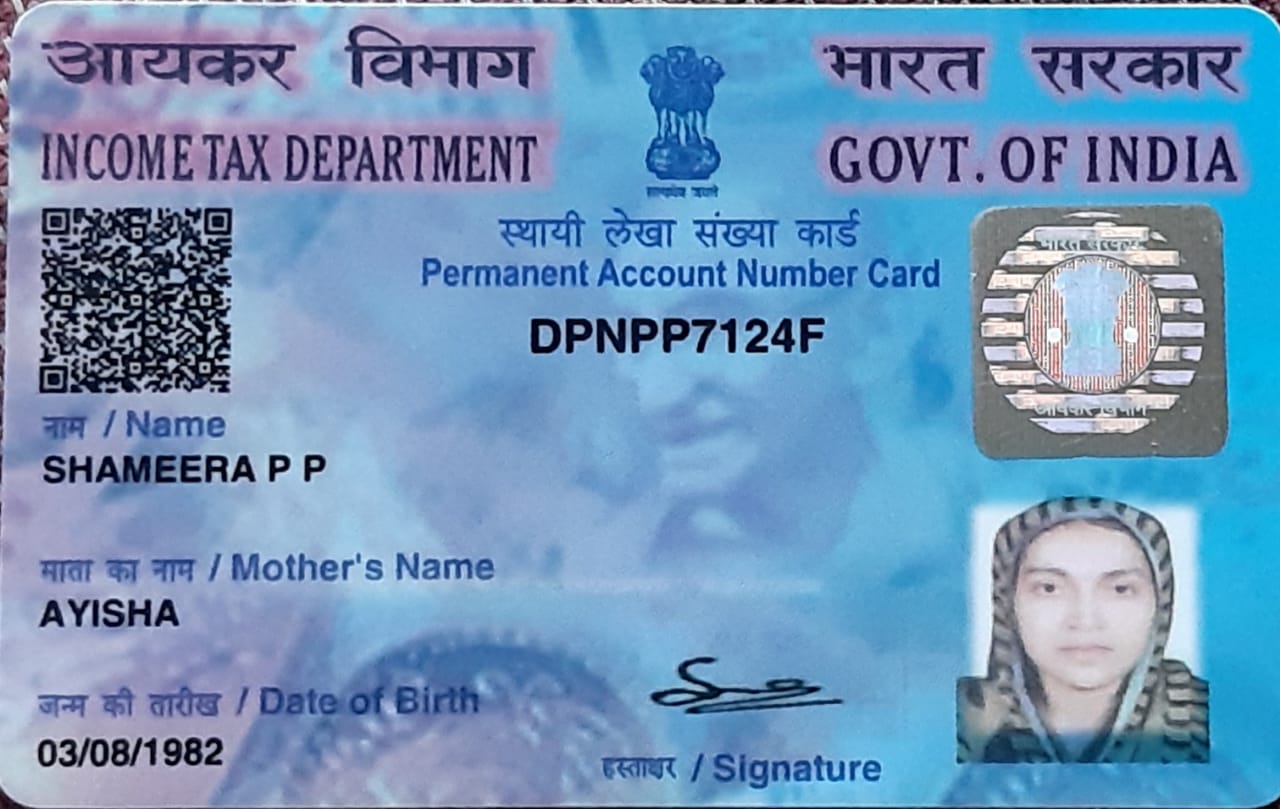 आयकर विभाग
INCOME TAX DEPARTMENT
सत्यमेव जयते
भारत सरकार
GOVT. OF INDIA
स्थायी लेखा संख्या कार्ड
Permanent Account Number Card
DPNPP7124F
भारत सरकार
आयकर विभाग
नाम / Name
SHAMEERA P P
माता का नाम / Mother's Name
AYISHA
जन्म की तारीख / Date of Birth
03/08/1982
हस्ताक्षर / Signature